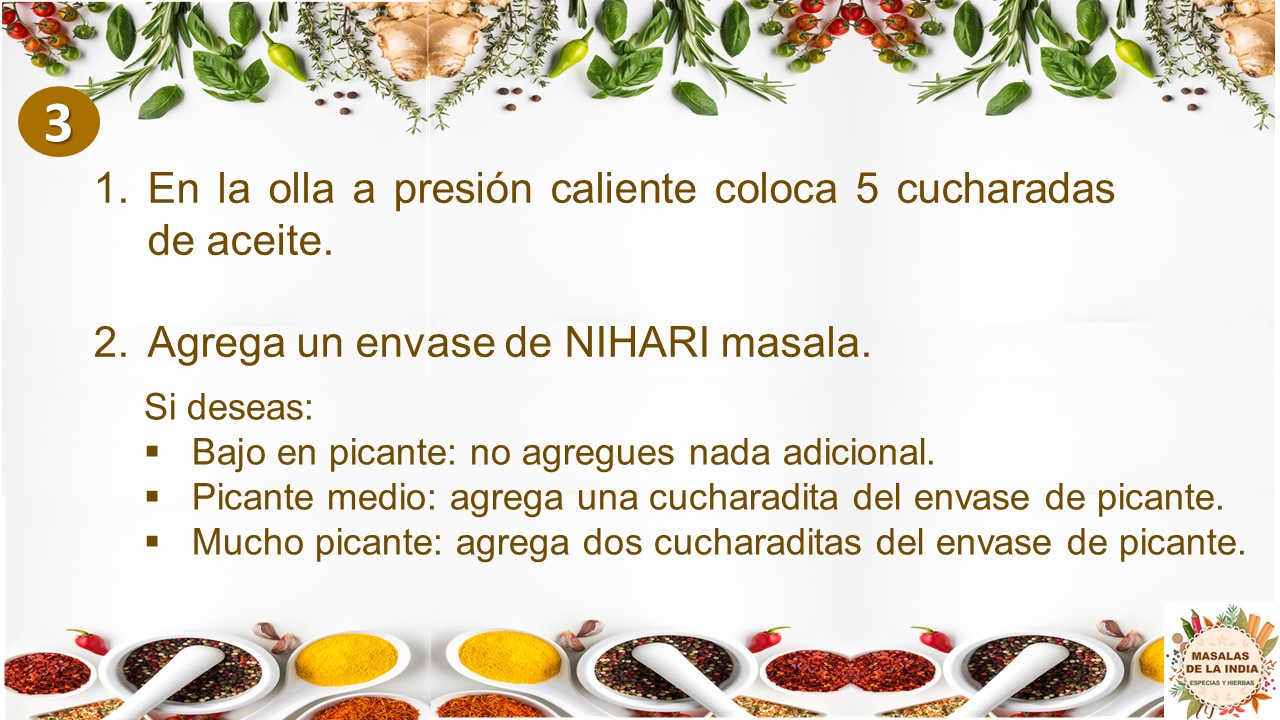 3
1. En la olla a presión caliente coloca 5 cucharadas
de aceite.
2. Agrega un envase de NIHARI masala.
Si deseas:
▪ Bajo en picante: no agregues nada adicional.
▪ Picante medio: agrega una cucharadita del envase de picante.
▪ Mucho picante: agrega dos cucharaditas del envase de picante.
MASALAS
DE LA INDIA
ESPECIAS Y HIERBAS